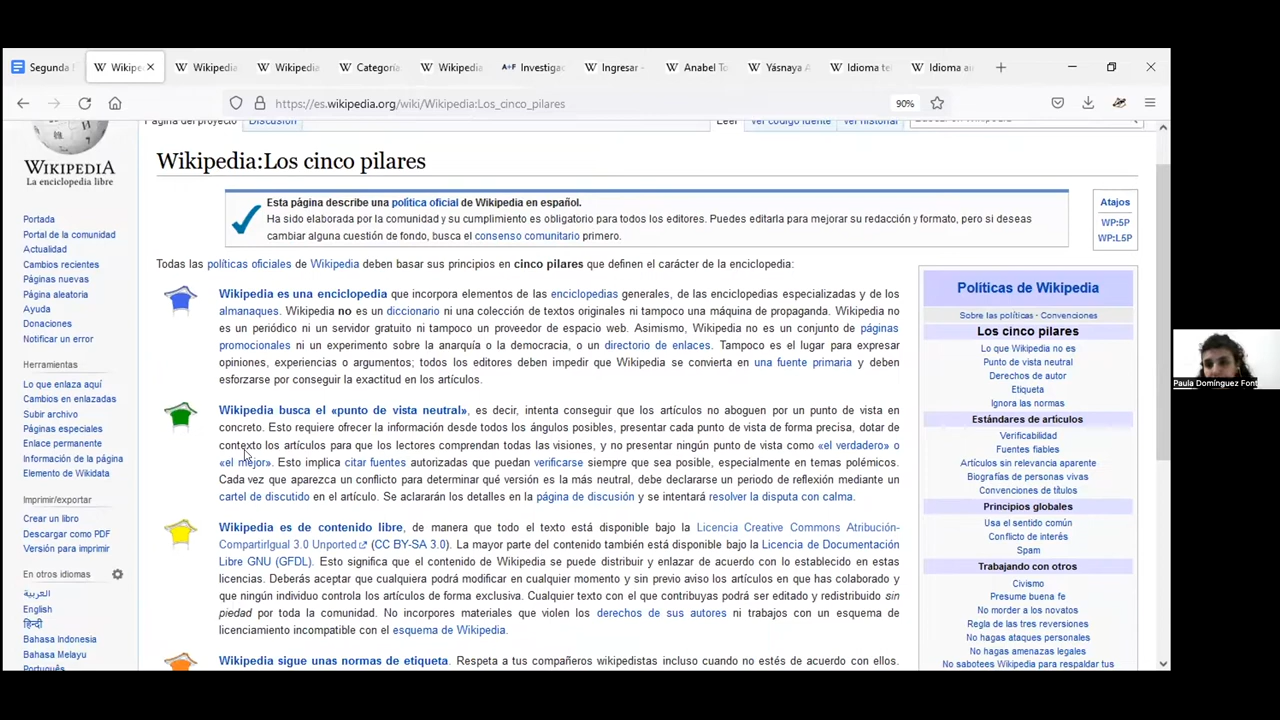 Segunda
Wikipe
Wikipedia
Wikipedia
Categoría
Wikipedia
A+F Investigac
Ingresar -
Anabel To
Yásnaya A
Idioma te
Idioma
https://es.wikipedia.org/wiki/Wikipedia:Los_cinco_pilares
90%
Página del proyecto
Discusión
Leer
Ver código fuente
Ver historial
Buscar en Wikipedia
WIKIPEDIA
La enciclopedia libre
Portada
Portal de la comunidad
Actualidad
Cambios recientes
Páginas nuevas
Página aleatoria
Ayuda
Donaciones
Notificar un error
Herramientas
Lo que enlaza aquí
Cambios en enlazadas
Subir archivo
Páginas especiales
Enlace permanente
Información de la página
Elemento de Wikidata
Imprimir/exportar
Crear un libro
Descargar como PDF
Versión para imprimir
En otros idiomas
العربية
English
हिन्दी
Bahasa Indonesia
Bahasa Melayu
Português
Wikipedia:Los cinco pilares
Esta página describe una política oficial de Wikipedia en español.
Ha sido elaborada por la comunidad y su cumplimiento es obligatorio para todos los editores. Puedes editarla para mejorar su redacción y formato, pero si deseas
cambiar alguna cuestión de fondo, busca el consenso comunitario primero.
Atajos
WP:5P
WP:L5P
Todas las políticas oficiales de Wikipedia deben basar sus principios en cinco pilares que definen el carácter de la enciclopedia:
Wikipedia es una enciclopedia que incorpora elementos de las enciclopedias generales, de las enciclopedias especializadas y de los
almanaques. Wikipedia no es un diccionario ni una colección de textos originales ni tampoco una máquina de propaganda. Wikipedia no
es un periódico ni un servidor gratuito ni tampoco un proveedor de espacio web. Asimismo, Wikipedia no es un conjunto de páginas
promocionales ni un experimento sobre la anarquía o la democracia, o un directorio de enlaces. Tampoco es el lugar para expresar
opiniones, experiencias o argumentos; todos los editores deben impedir que Wikipedia se convierta en una fuente primaria y deben
esforzarse por conseguir la exactitud en los artículos.
Wikipedia busca el «punto de vista neutral», es decir, intenta conseguir que los artículos no aboguen por un punto de vista en
concreto. Esto requiere ofrecer la información desde todos los ángulos posibles, presentar cada punto de vista de forma precisa, dotar de
contexto los artículos para que los lectores comprendan todas las visiones, y no presentar ningún punto de vista como «el verdadero» o
«el mejor». Esto implica citar fuentes autorizadas que puedan verificarse siempre que sea posible, especialmente en temas polémicos.
Cada vez que aparezca un conflicto para determinar qué versión es la más neutral, debe declararse un periodo de reflexión mediante un
cartel de discutido en el artículo. Se aclararán los detalles en la página de discusión y se intentará resolver la disputa con calma.
Wikipedia es de contenido libre, de manera que todo el texto está disponible bajo la Licencia Creative Commons Atribución-
CompartirIgual 3.0 Unported (CC BY-SA 3.0). La mayor parte del contenido también está disponible bajo la Licencia de Documentación
Libre GNU (GFDL). Esto significa que el contenido de Wikipedia se puede distribuir y enlazar de acuerdo con lo establecido en estas
licencias. Deberás aceptar que cualquiera podrá modificar en cualquier momento y sin previo aviso los artículos en que has colaborado y
que ningún individuo controla los artículos de forma exclusiva. Cualquier texto con el que contribuyas podrá ser editado y redistribuido sin
piedad por toda la comunidad. No incorpores materiales que violen los derechos de sus autores ni trabajos con un esquema de
licenciamiento incompatible con el esquema de Wikipedia.
Wikipedia sigue unas normas de etiqueta. Respeta a tus compañeros wikipedistas incluso cuando no estés de acuerdo con ellos.
Políticas de Wikipedia
Sobre las políticas · Convenciones
Los cinco pilares
Lo que Wikipedia no es
Punto de vista neutral
Derechos de autor
Etiqueta
Ignora las normas
Estándares de artículos
Verificabilidad
Fuentes fiables
Artículos sin relevancia aparente
Biografías de personas vivas
Convenciones de títulos
Principios globales
Usa el sentido común
Conflicto de interés
Spam
Trabajando con otros
Civismo
Presume buena fe
No morder a los novatos
Regla de las tres reversiones
No hagas ataques personales
No hagas amenazas legales
No sabotees Wikipedia para respaldar tus
Paula Domínguez Font